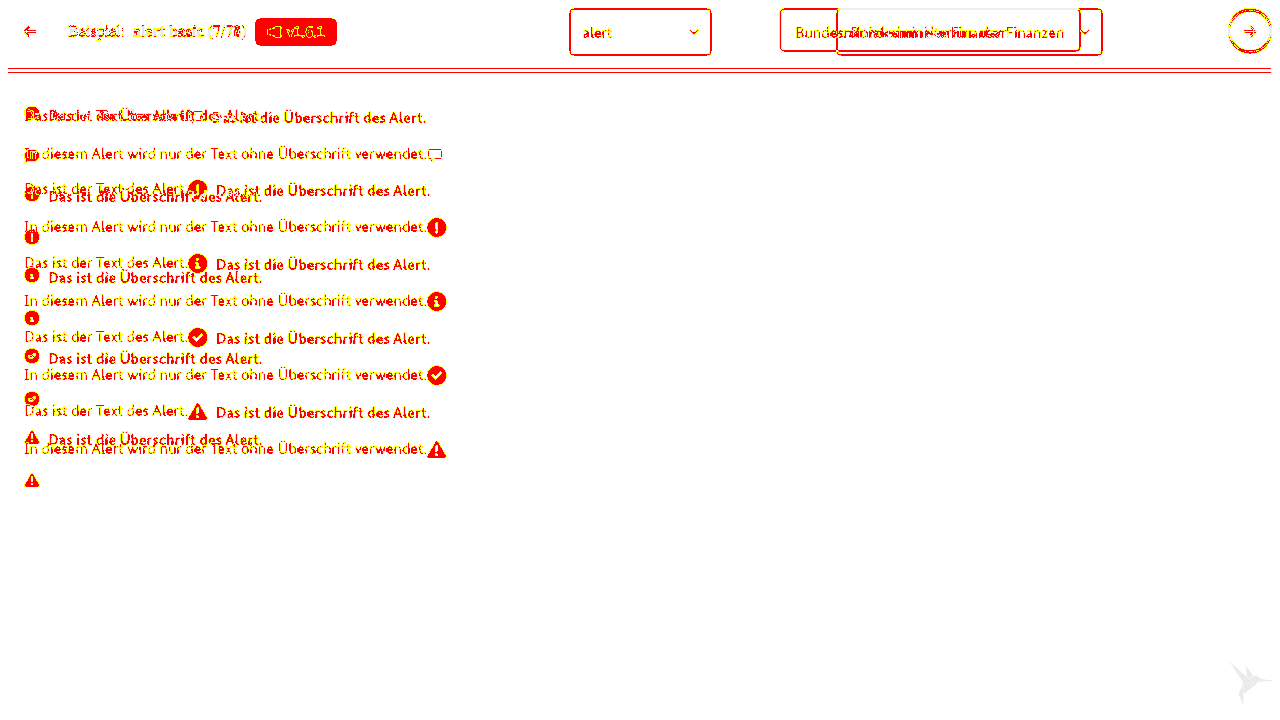 Beispiel: alert basic (7/78) v1.6.1
alert
Finanzen
Das ist die Überschrift des Alert.
In diesem Alert wird nur der Text ohne Überschrift verwendet.
Das ist der Text des Alert. Das ist die Überschrift des Alert.
Das ist die Überschrift des Alert.
In diesem Alert wird nur der Text ohne Überschrift verwendet.
Das ist der Text des Alert. Das ist die Überschrift des Alert.
Das ist die Überschrift des Alert.
In diesem Alert wird nur der Text ohne Überschrift verwendet.
Das ist der Text des Alert. Das ist die Überschrift des Alert.
Das ist die Überschrift des Alert.
In diesem Alert wird nur der Text ohne Überschrift verwendet.
Das ist der Text des Alert. Das ist die Überschrift des Alert.
Das ist die Überschrift des Alert.
In diesem Alert wird nur der Text ohne Überschrift verwendet.